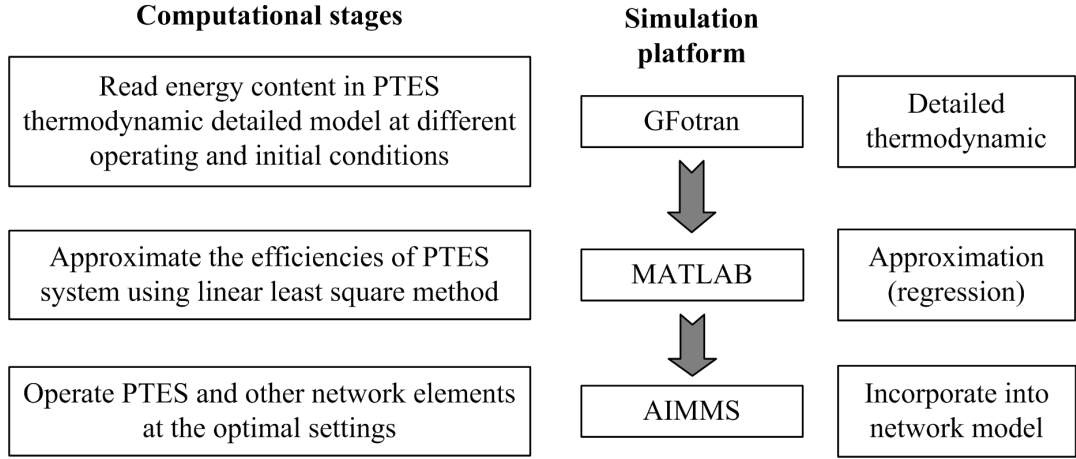 Computational stages
Simulation
platform
Read energy content in PTES
thermodynamic detailed model at different
operating and initial conditions
GFotran
Detailed
thermodynamic
Approximate the efficiencies of PTES
system using linear least square method
MATLAB
Approximation
(regression)
Operate PTES and other network elements
at the optimal settings
AIMMS
Incorporate into
network model